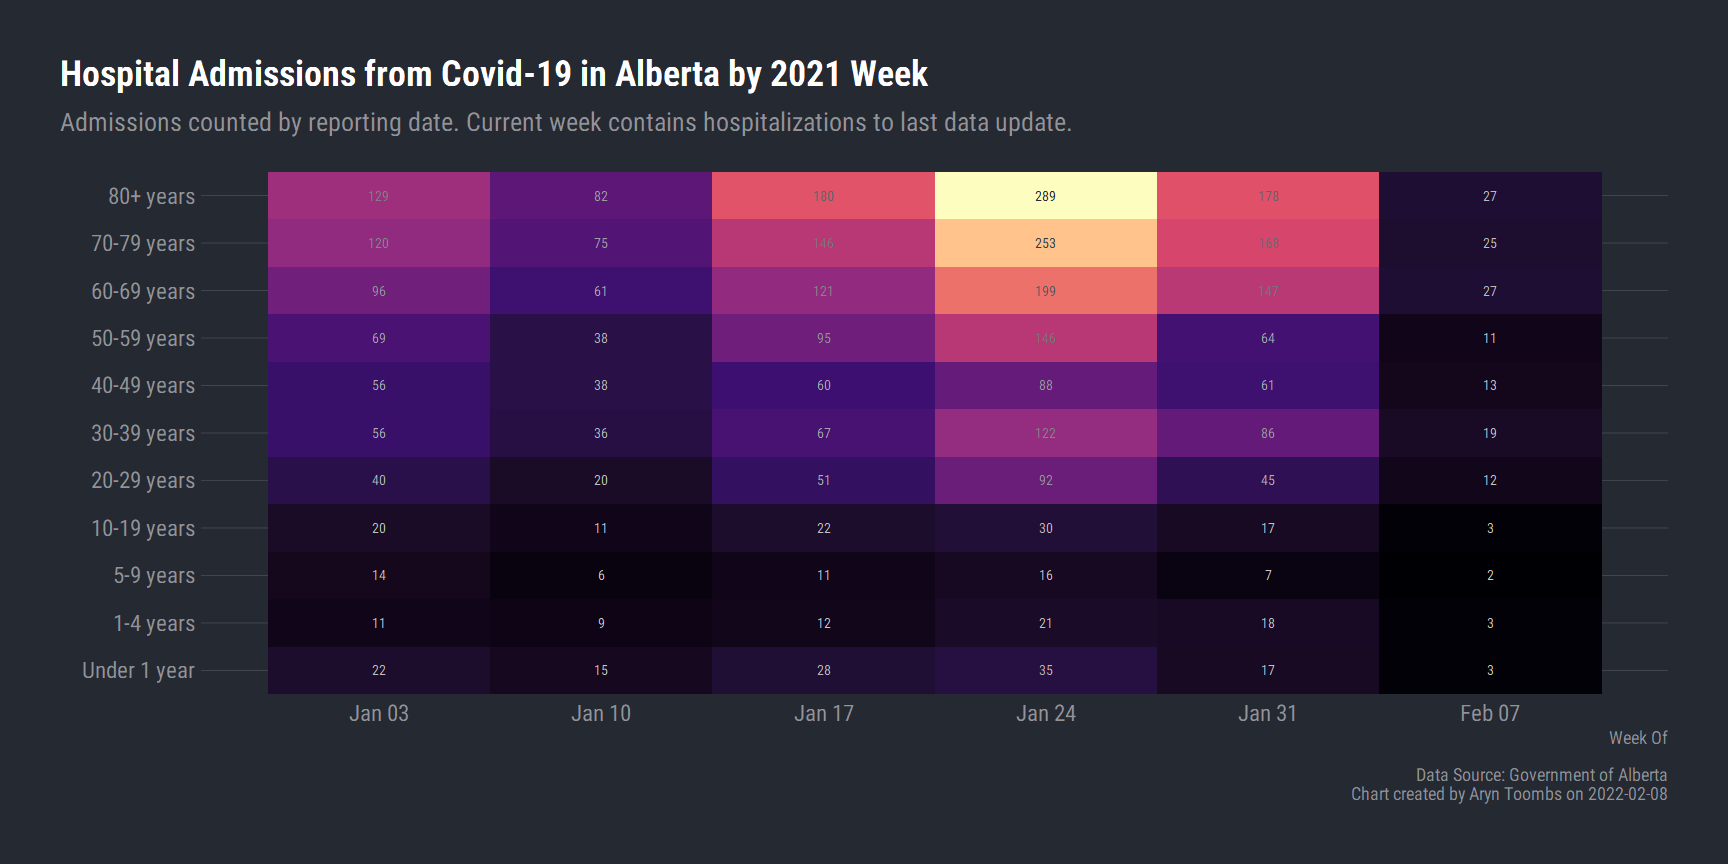 Hospital Admissions from Covid-19 in Alberta by 2021 Week
Admissions counted by reporting date. Current week contains hospitalizations to last data update.
80+ years 129 82 180 289 178 27
70-79 years 120 75 146 253 168 25
60-69 years 96 61 121 199 147 27
50-59 years 69 38 95 146 64 11
40-49 years 56 38 60 88 61 13
30-39 years 56 36 67 122 86 19
20-29 years 40 20 51 92 45 12
10-19 years 20 11 22 30 17 3
5-9 years 14 6 11 16 7 2
1-4 years 11 9 12 21 18 3
Under 1 year 22 15 28 35 17 3
Jan 03 Jan 10 Jan 17 Jan 24 Jan 31 Feb 07
Week Of
Data Source: Government of Alberta
Chart created by Aryn Toombs on 2022-02-08